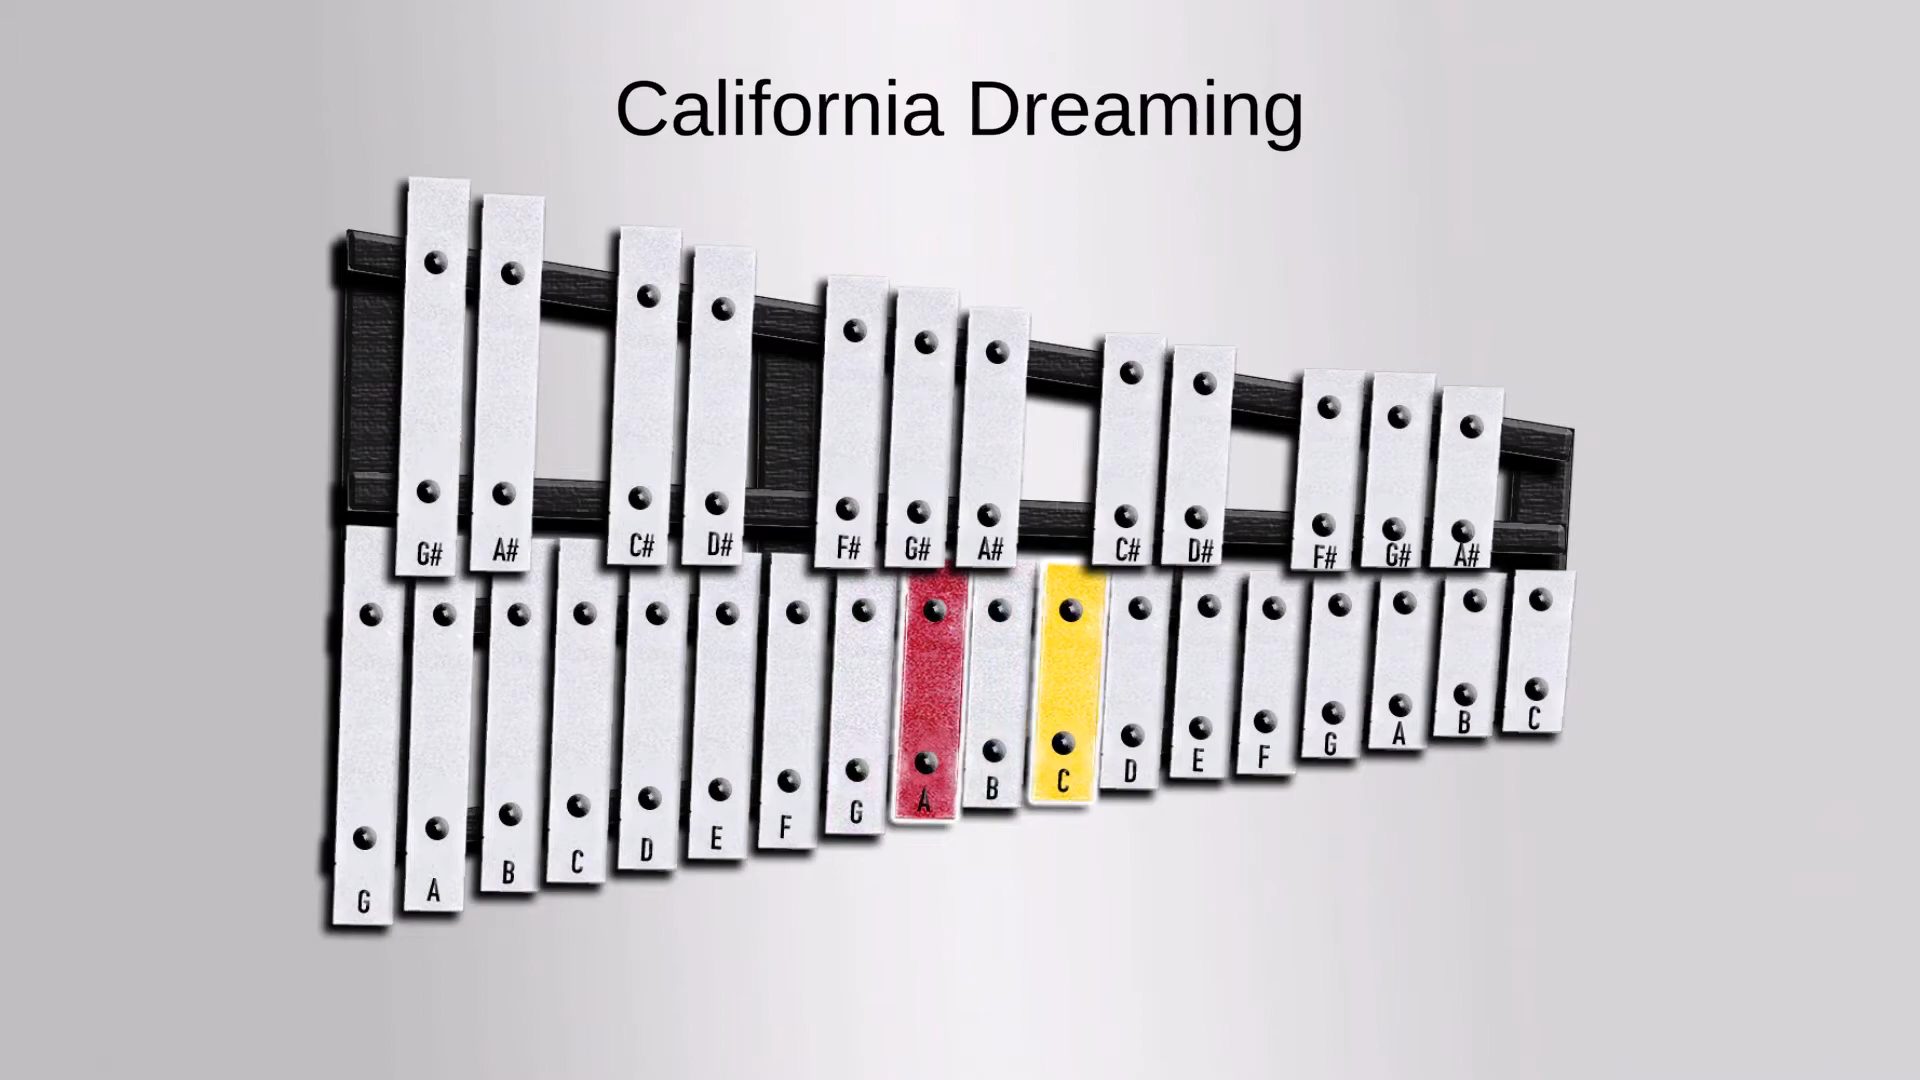 California Dreaming
G# A# C# D# F# G# A# C# D# F# G# A#
G A B C D E F G A B C D E F G A B C